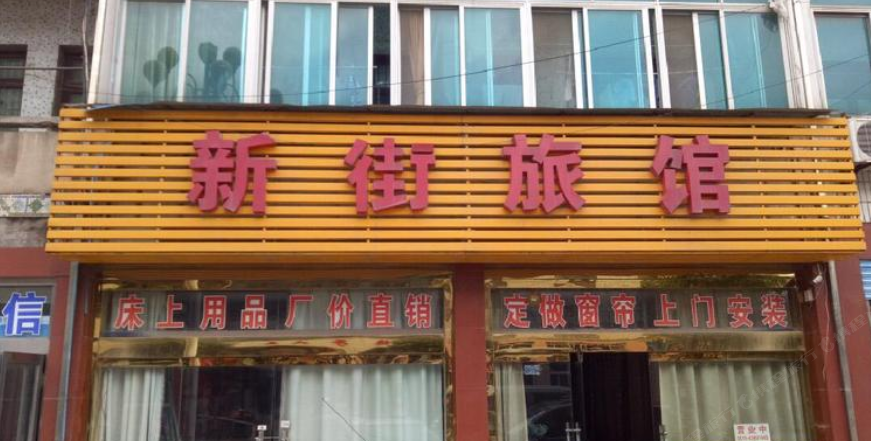 新街旅馆
床上用品厂价直销
定做窗帘上门安装
信
营业中